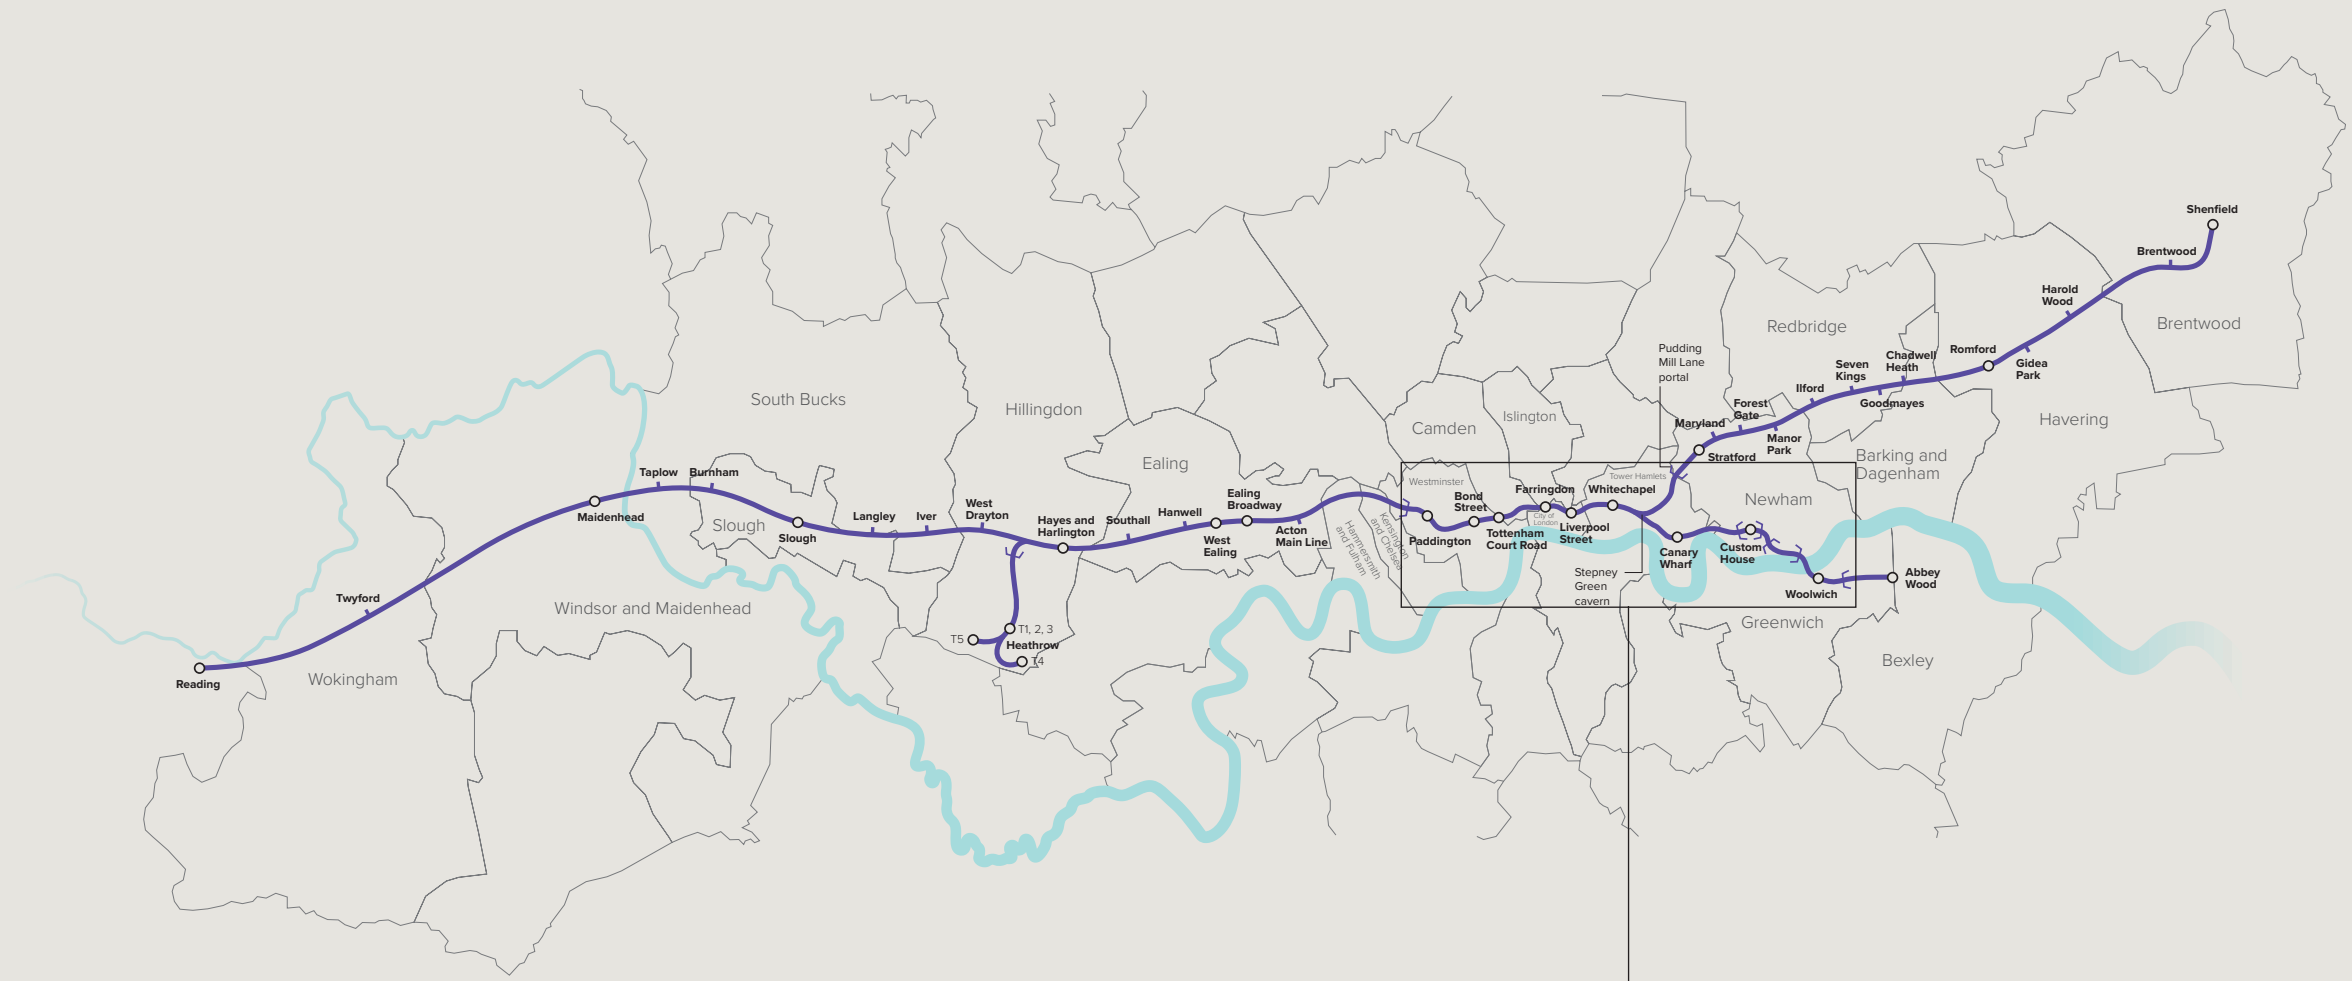 Shenfield
Brentwood
Harold
Wood
Brentwood
Redbridge
Pudding
Mill Lane
portal
Romford
Chadwell
Heath
Seven
Kings
Gidea
Park
Ilford
Goodmayes
Forest
Gate
Maryland
Manor
Park
Stratford
Havering
Barking and
Dagenham
South Bucks
Hillingdon
Camden
Islington
Ealing
Taplow
Burnham
Maidenhead
Slough
Slough
Langley
Iver
West
Drayton
Hayes and
Harlington
Southall
Hanwell
West
Ealing
Ealing
Broadway
Acton
Main Line
Hammersmith
and Fulham
Kensington
and Chelsea
Westminster
Paddington
Bond
Street
Tottenham
Court Road
Farringdon
City of
London
Liverpool
Street
Whitechapel
Tower Hamlets
Newham
Stepney
Green
cavern
Canary
Wharf
Custom
House
Woolwich
Abbey
Wood
Greenwich
Bexley
Windsor and Maidenhead
Twyford
Reading
Wokingham
T5
T1, 2, 3
Heathrow
T4